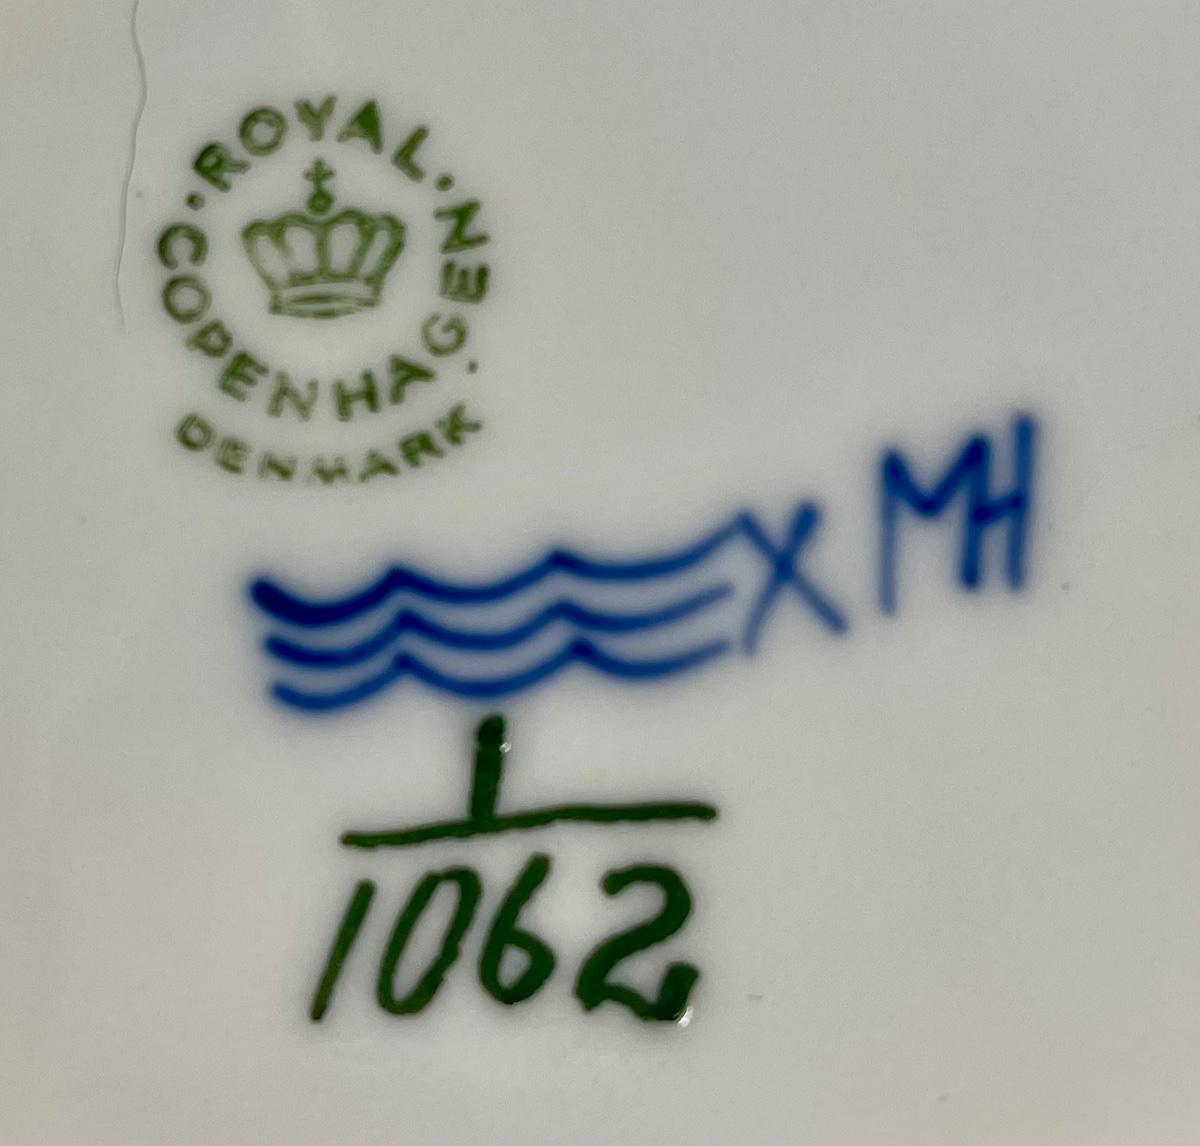 ROYAL · COPENHAGEN ·
DENMARK
X MH
1
1062